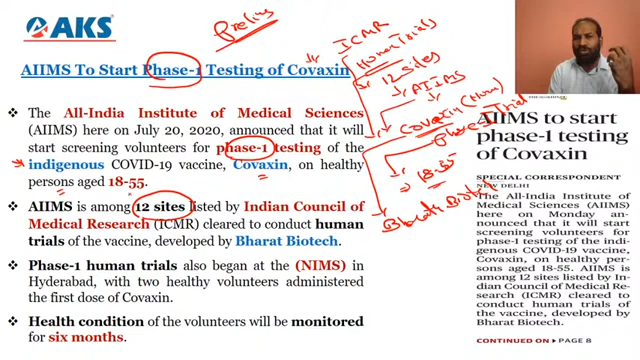 AKS
Prelims
AIIMS To Start Phase-1 Testing of Covaxin
The All-India Institute of Medical Sciences
(AIIMS) here on July 20, 2020, announced that it will
start screening volunteers for phase-1 testing of the
indigenous COVID-19 vaccine, Covaxin, on healthy
persons aged 18-55.
AIIMS is among 12 sites listed by Indian Council of
Medical Research (ICMR) cleared to conduct human
trials of the vaccine, developed by Bharat Biotech.
Phase-1 human trials also began at the (NIMS) in
Hyderabad, with two healthy volunteers administered
the first dose of Covaxin.
Health condition of the volunteers will be monitored
for six months.
ICMR
Human Trials
12 sites
AIIMS
Covaxin (Human)
Phase-I Trial
18-55
Bharat Biotech
AIIMS to start
phase-1 testing
of Covaxin
SPECIAL CORRESPONDENT
NEW DELHI
The All-India Institute of
Medical Sciences (AIIMS)
here on Monday an-
nounced that it will start
screening volunteers for
phase-1 testing of the indi-
genous COVID-19 vaccine,
Covaxin, on healthy per-
sons aged 18-55. AIIMS is
among 12 sites listed by In-
dian Council of Medical Re-
search (ICMR) cleared to
conduct human trials of
the vaccine, developed by
Bharat Biotech.
CONTINUED ON ▶ PAGE 8